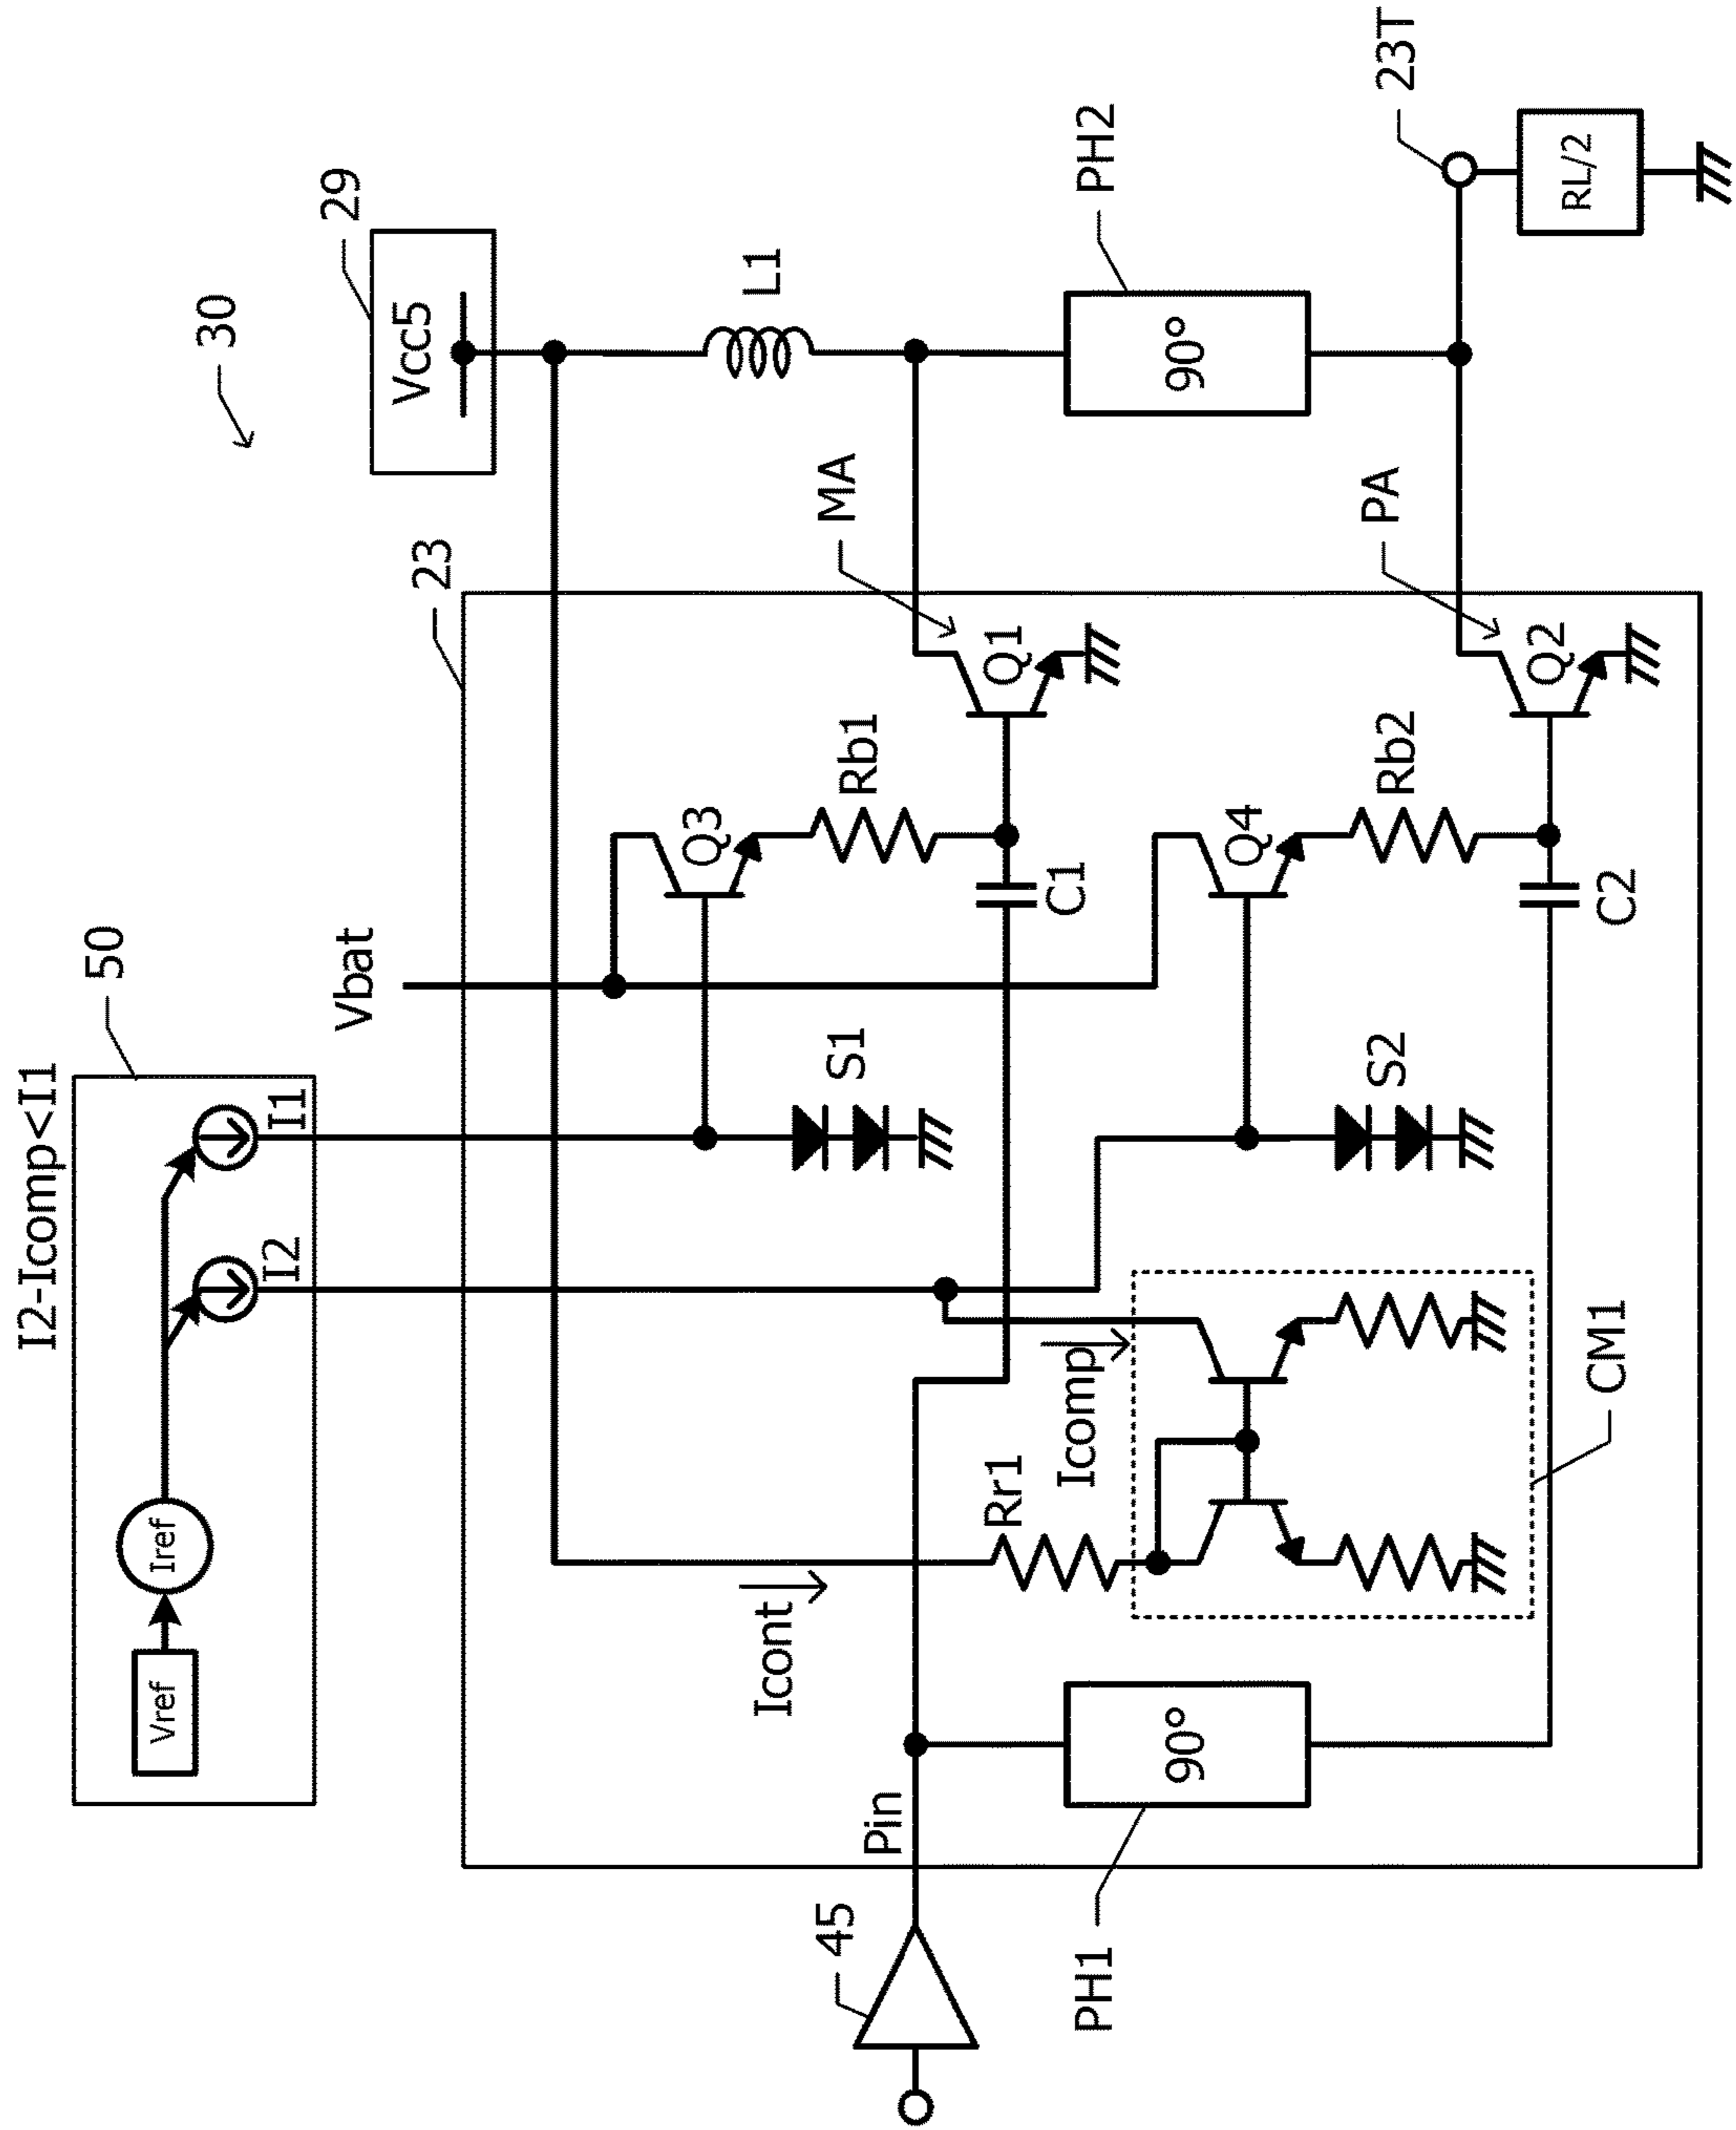 30
I2-Icomp<I1
50
Vref
Iref
I2
I1
29
Vcc5
Vbat
23
L1
MA
Q3
Rb1
Q1
S1
C1
Icont
Rr1
Icomp
45
Pin
PH1
90°
PH2
90°
CM1
S2
Q4
Rb2
Q2
C2
PA
23T
RL/2